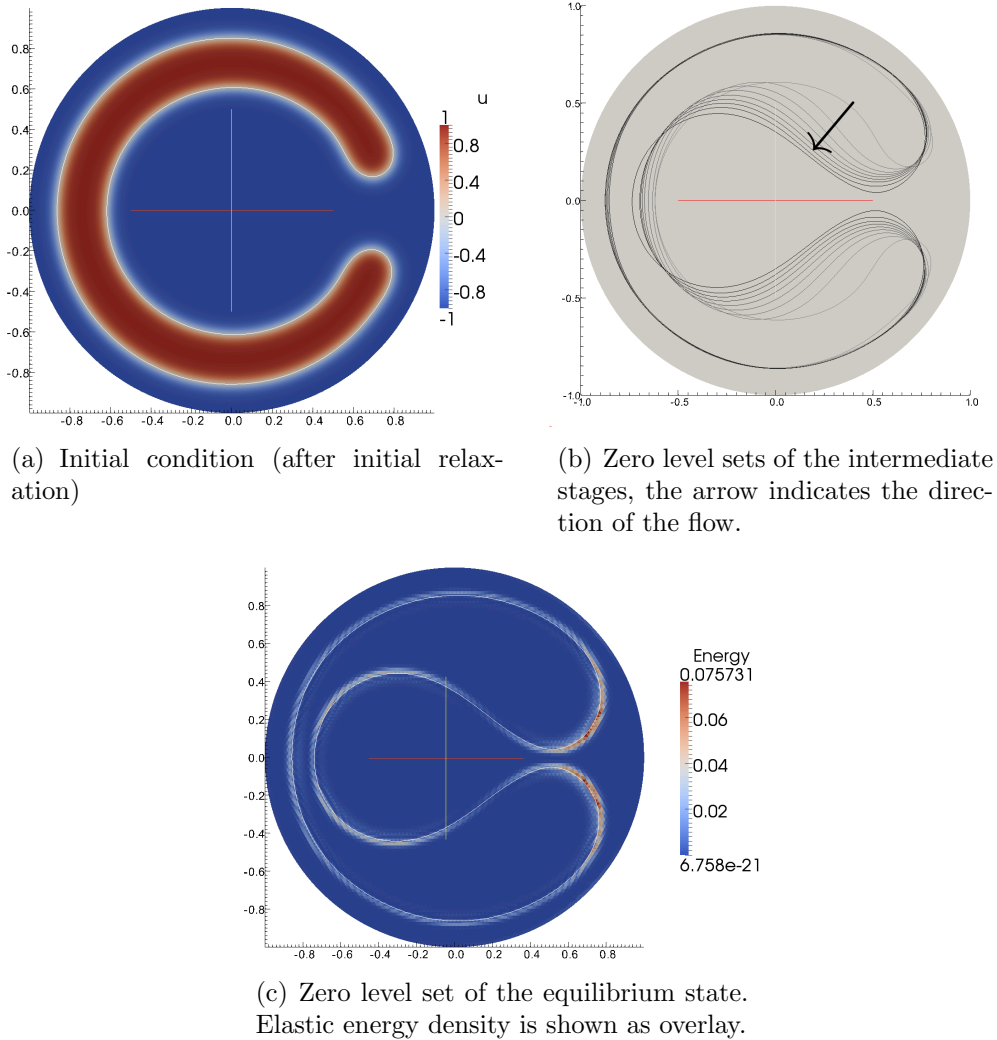 u
1
0.8
0.4
0
-0.4
-0.8
-1
0.8
0.6
0.4
0.2
0.0
-0.2
-0.4
-0.6
-0.8
-0.8 -0.6 -0.4 -0.2 0.0 0.2 0.4 0.6 0.8
1.0
0.5
0.0
-0.5
-1.0
-1.0 -0.5 0.0 0.5 1.0
(a) Initial condition (after initial relax-
ation)
(b) Zero level sets of the intermediate
stages, the arrow indicates the direc-
tion of the flow.
0.8
0.6
0.4
0.2
0.0
-0.2
-0.4
-0.6
-0.8
-0.8 -0.6 -0.4 -0.2 0.0 0.2 0.4 0.6 0.8
Energy
0.075731
0.06
0.04
0.02
6.758e-21
(c) Zero level set of the equilibrium state.
Elastic energy density is shown as overlay.